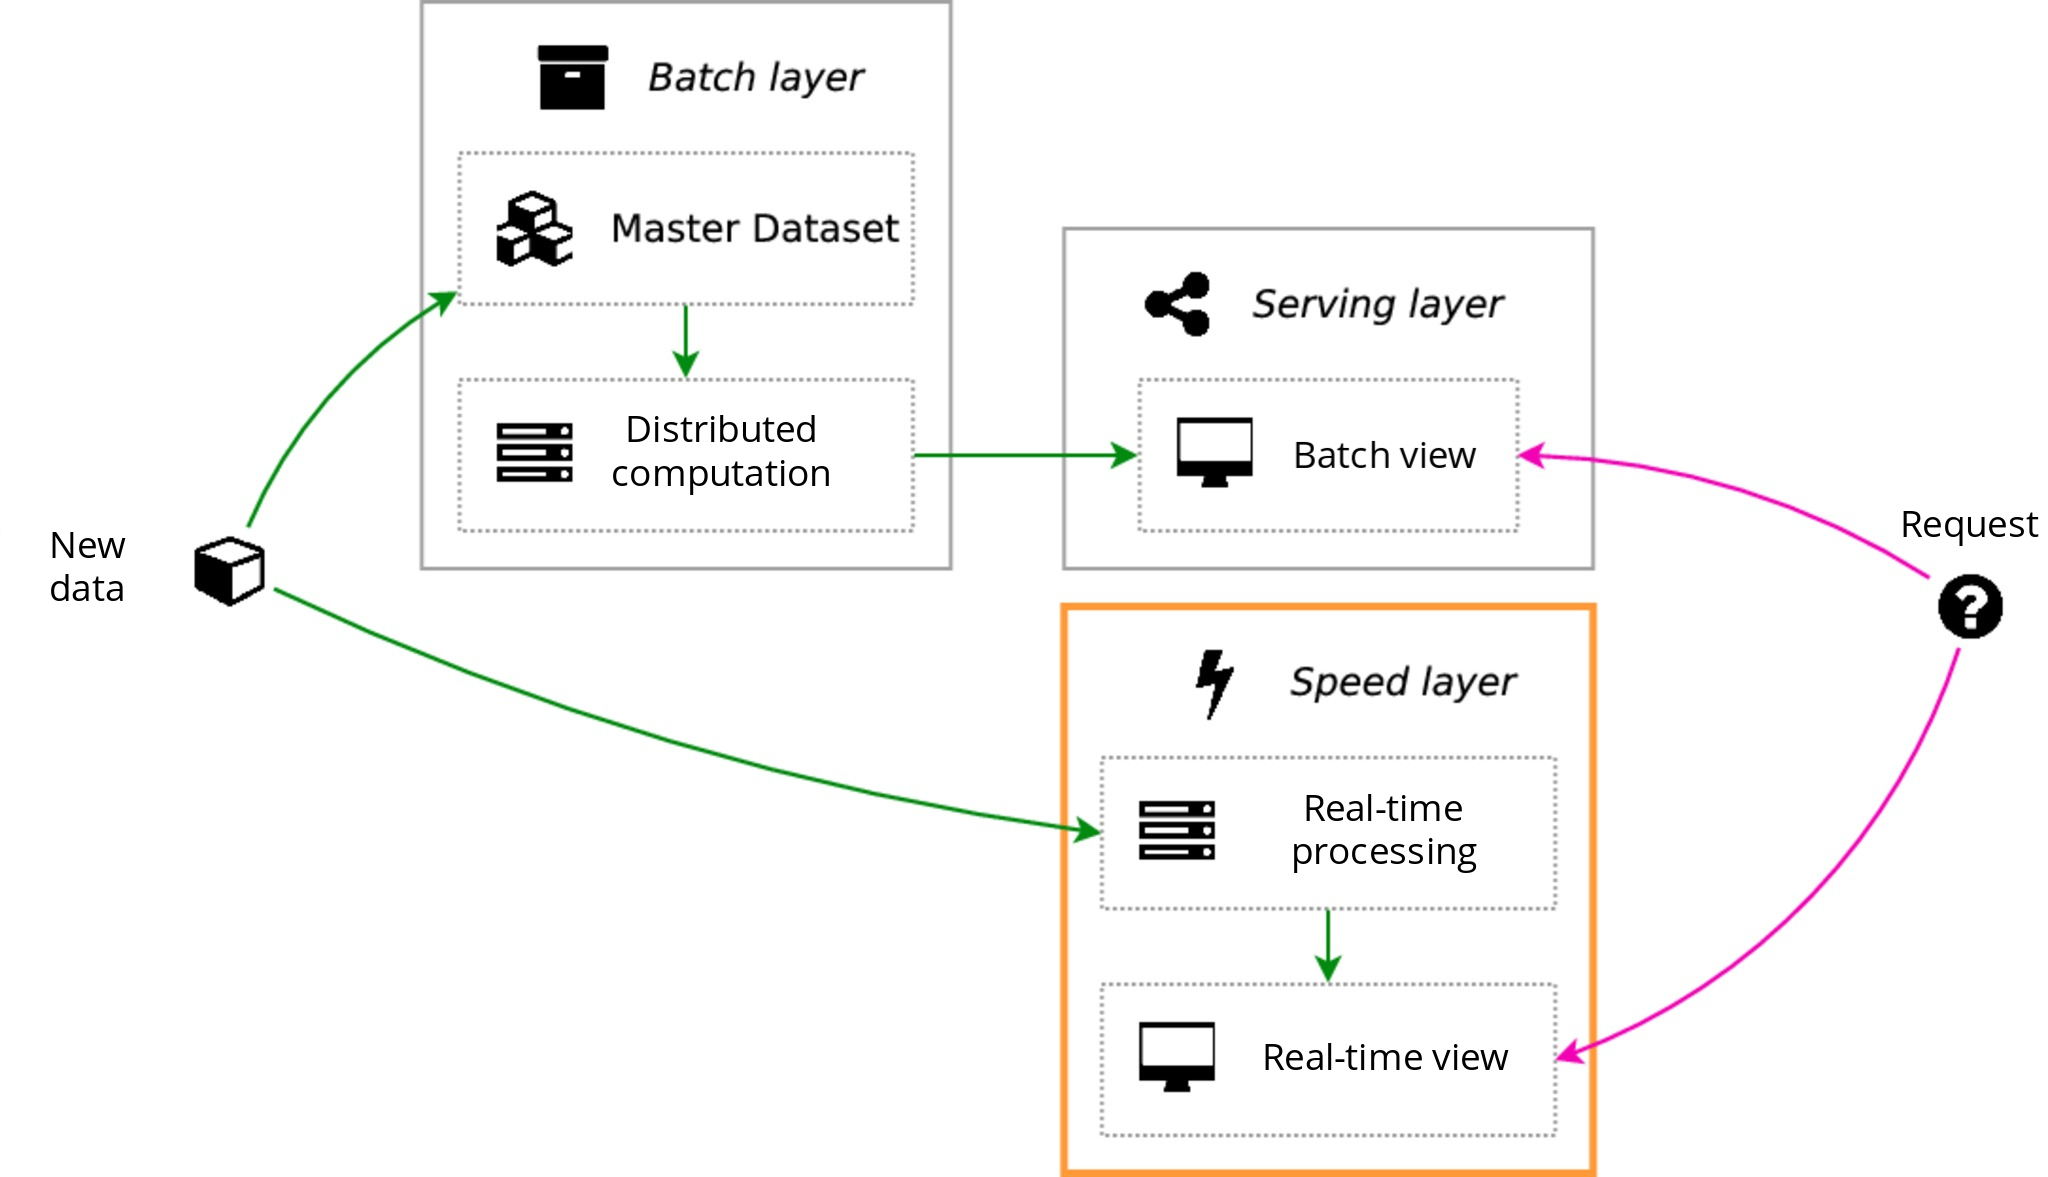 Batch layer
Master Dataset
Distributed
computation
Serving layer
Batch view
New
data
Request
Speed layer
Real-time
processing
Real-time view